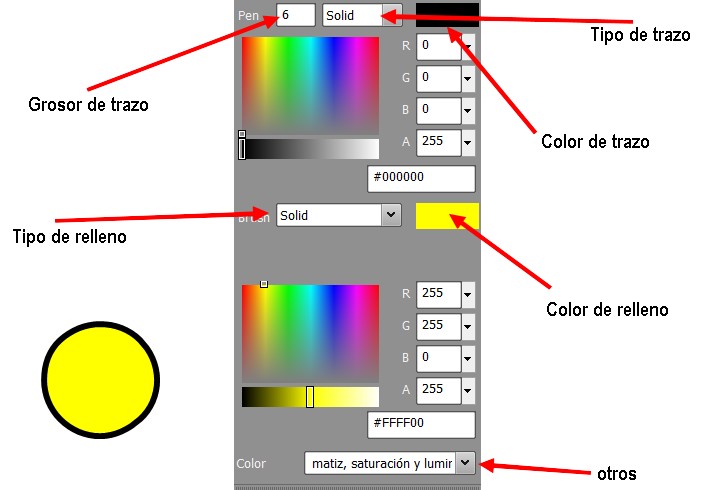 Pen 6 Solid
Tipo de trazo
R 0
G 0
Grosor de trazo
B 0
A 255
Color de trazo
#000000
Brush Solid
Tipo de relleno
R 255
Color de relleno
G 255
B 0
A 255
#FFFF00
Color matiz, saturación y lumir
otros